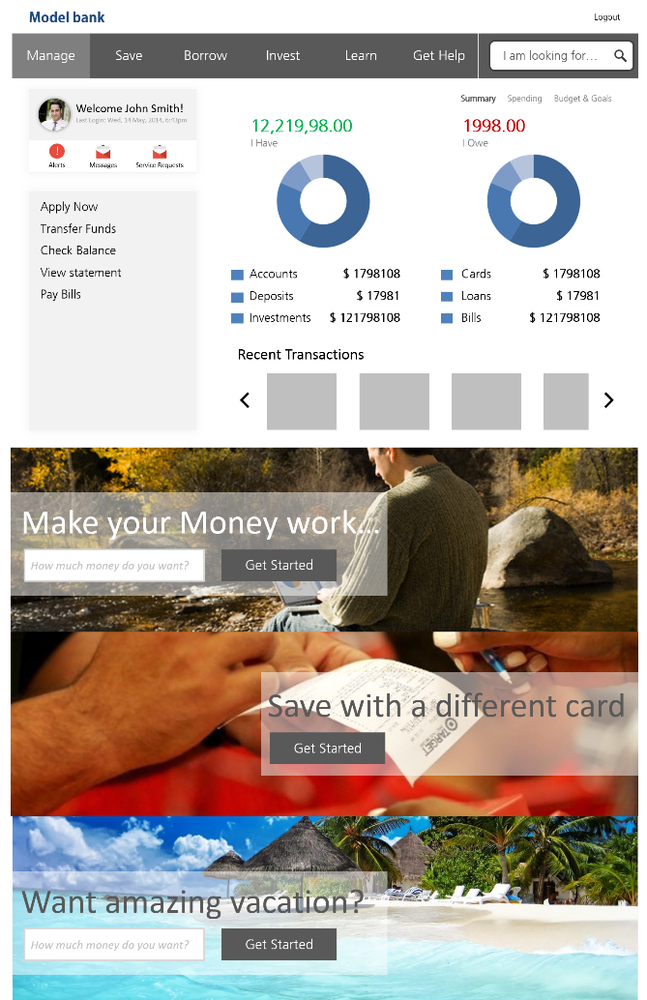 Model bank
Logout
Manage Save Borrow Invest Learn Get Help I am looking for...
Summary Spending Budget & Goals
Welcome John Smith!
Last Login: Wed, 14 May, 2014, 6:43pm
Alerts Messages Service Requests
12,219,98.00 1998.00
I Have I Owe
Apply Now
Transfer Funds
Check Balance
View statement
Pay Bills
Accounts $ 1798108 Cards $ 1798108
Deposits $ 17981 Loans $ 17981
Investments $ 121798108 Bills $ 121798108
Recent Transactions
Make your Money work...
How much money do you want? Get Started
Save with a different card
TARGET
Get Started
Want amazing vacation?
How much money do you want? Get Started